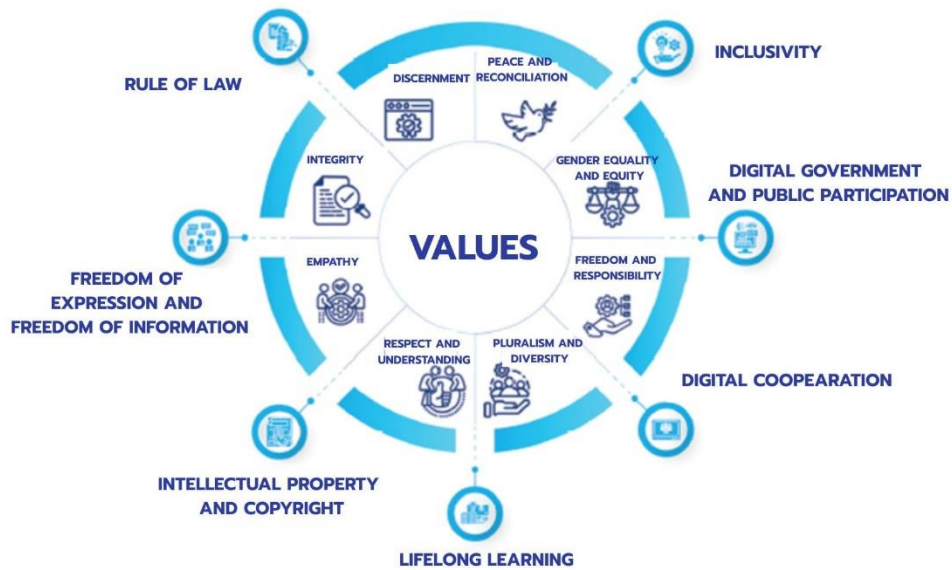 RULE OF LAW
INCLUSIVITY
DIGITAL GOVERNMENT
AND PUBLIC PARTICIPATION
DIGITAL COOPEARATION
LIFELONG LEARNING
INTELLECTUAL PROPERTY
AND COPYRIGHT
FREEDOM OF
EXPRESSION AND
FREEDOM OF INFORMATION
DISCERNMENT
PEACE AND
RECONCILIATION
GENDER EQUALITY
AND EQUITY
FREEDOM AND
RESPONSIBILITY
PLURALISM AND
DIVERSITY
RESPECT AND
UNDERSTANDING
EMPATHY
INTEGRITY
VALUES